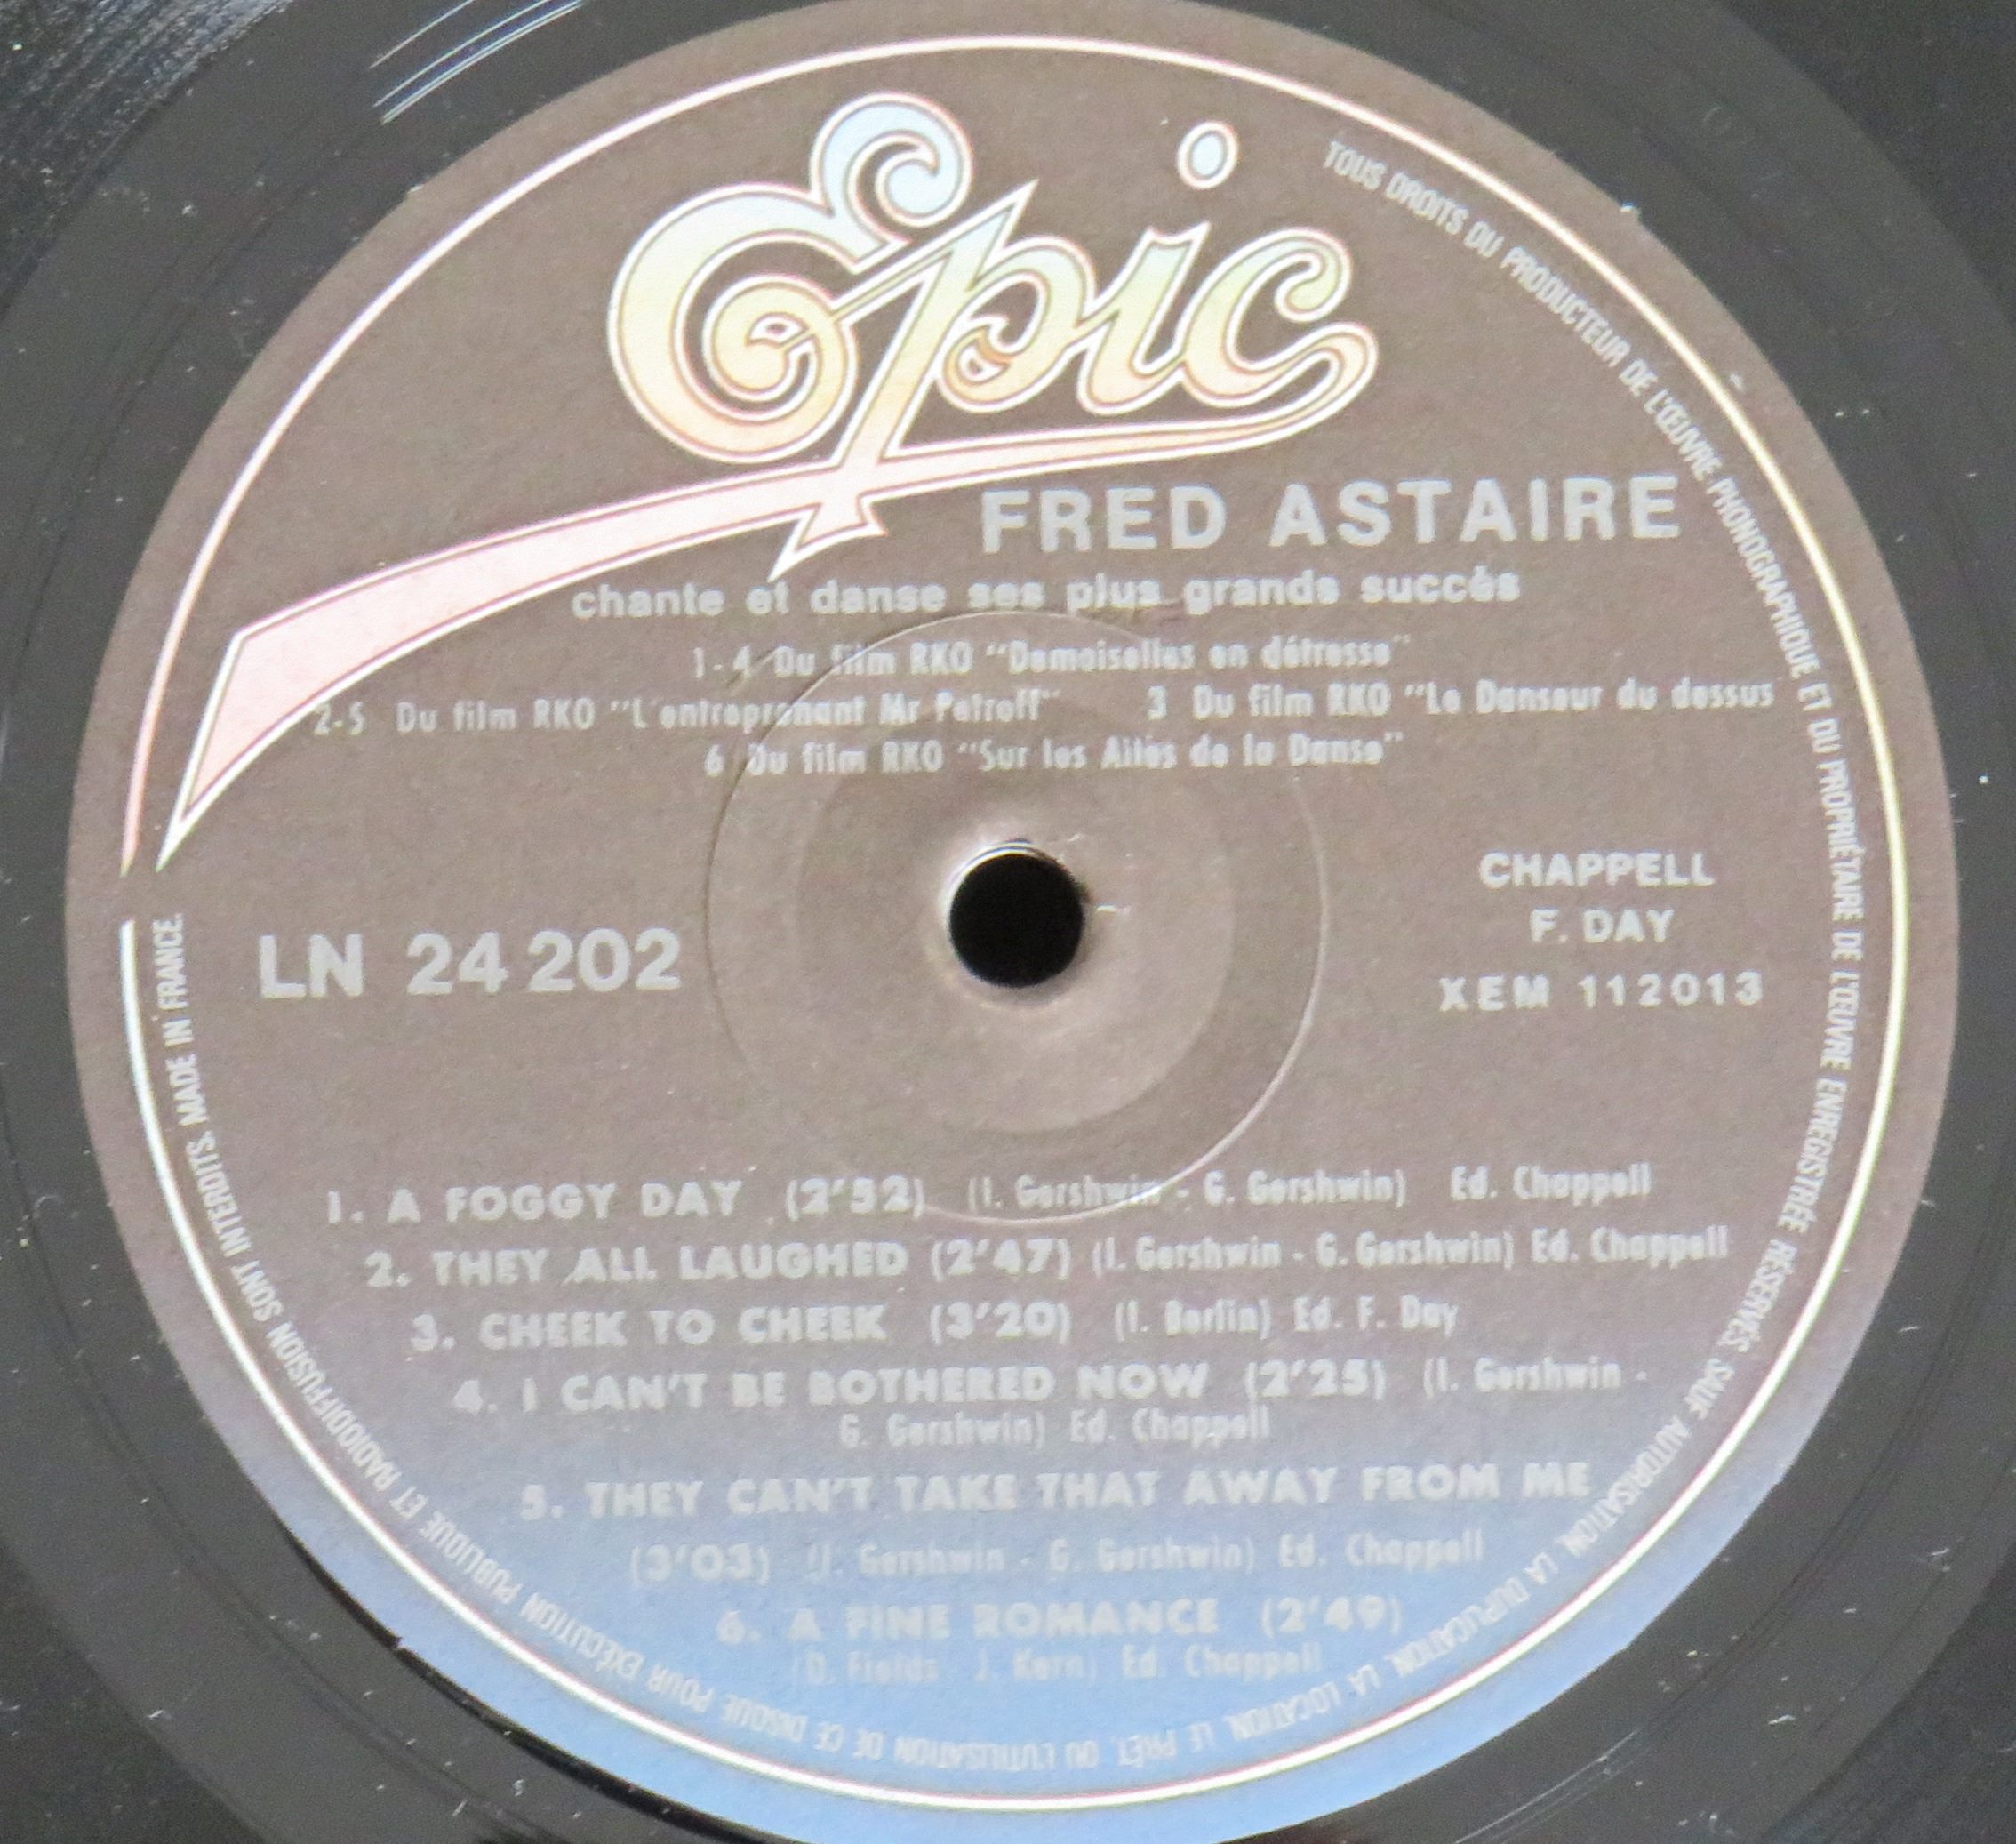 Epic
TOUS DROITS DU PRODUCTEUR DE L'ŒUVRE PHONOGRAPHIQUE ET DU PROPRIÉTAIRE DE L'ŒUVRE ENREGISTRÉE RÉSERVÉS. SAUF AUTORISATION, LA DUPLICATION, LA LOCATION, LE PRÊT, OU L'UTILISATION DE CE DISQUE POUR EXÉCUTION PUBLIQUE ET RADIODIFFUSION SONT INTERDITS. MADE IN FRANCE.
FRED ASTAIRE
chante et danse ses plus grands succès
1-4 Du film RKO "Demoiselles en détresse"
2-5 Du film RKO "L'entreprenant Mr Petroff" 3 Du film RKO "Le Danseur du dessus
6 Du film RKO "Sur les Ailes de la Danse"
CHAPPELL
F. DAY
LN 24 202
XEM 112013
1. A FOGGY DAY (2'52) (I. Gershwin - G. Gershwin) Ed. Chappell
2. THEY ALL LAUGHED (2'47) (I. Gershwin - G. Gershwin) Ed. Chappell
3. CHEEK TO CHEEK (3'20) (I. Berlin) Ed. F. Day
4. I CAN'T BE BOTHERED NOW (2'25) (I. Gershwin -
G. Gershwin) Ed. Chappell
5. THEY CAN'T TAKE THAT AWAY FROM ME
(3'03) (I. Gershwin - G. Gershwin) Ed. Chappell
6. A FINE ROMANCE (2'49)
(D. Fields - J. Kern) Ed. Chappell